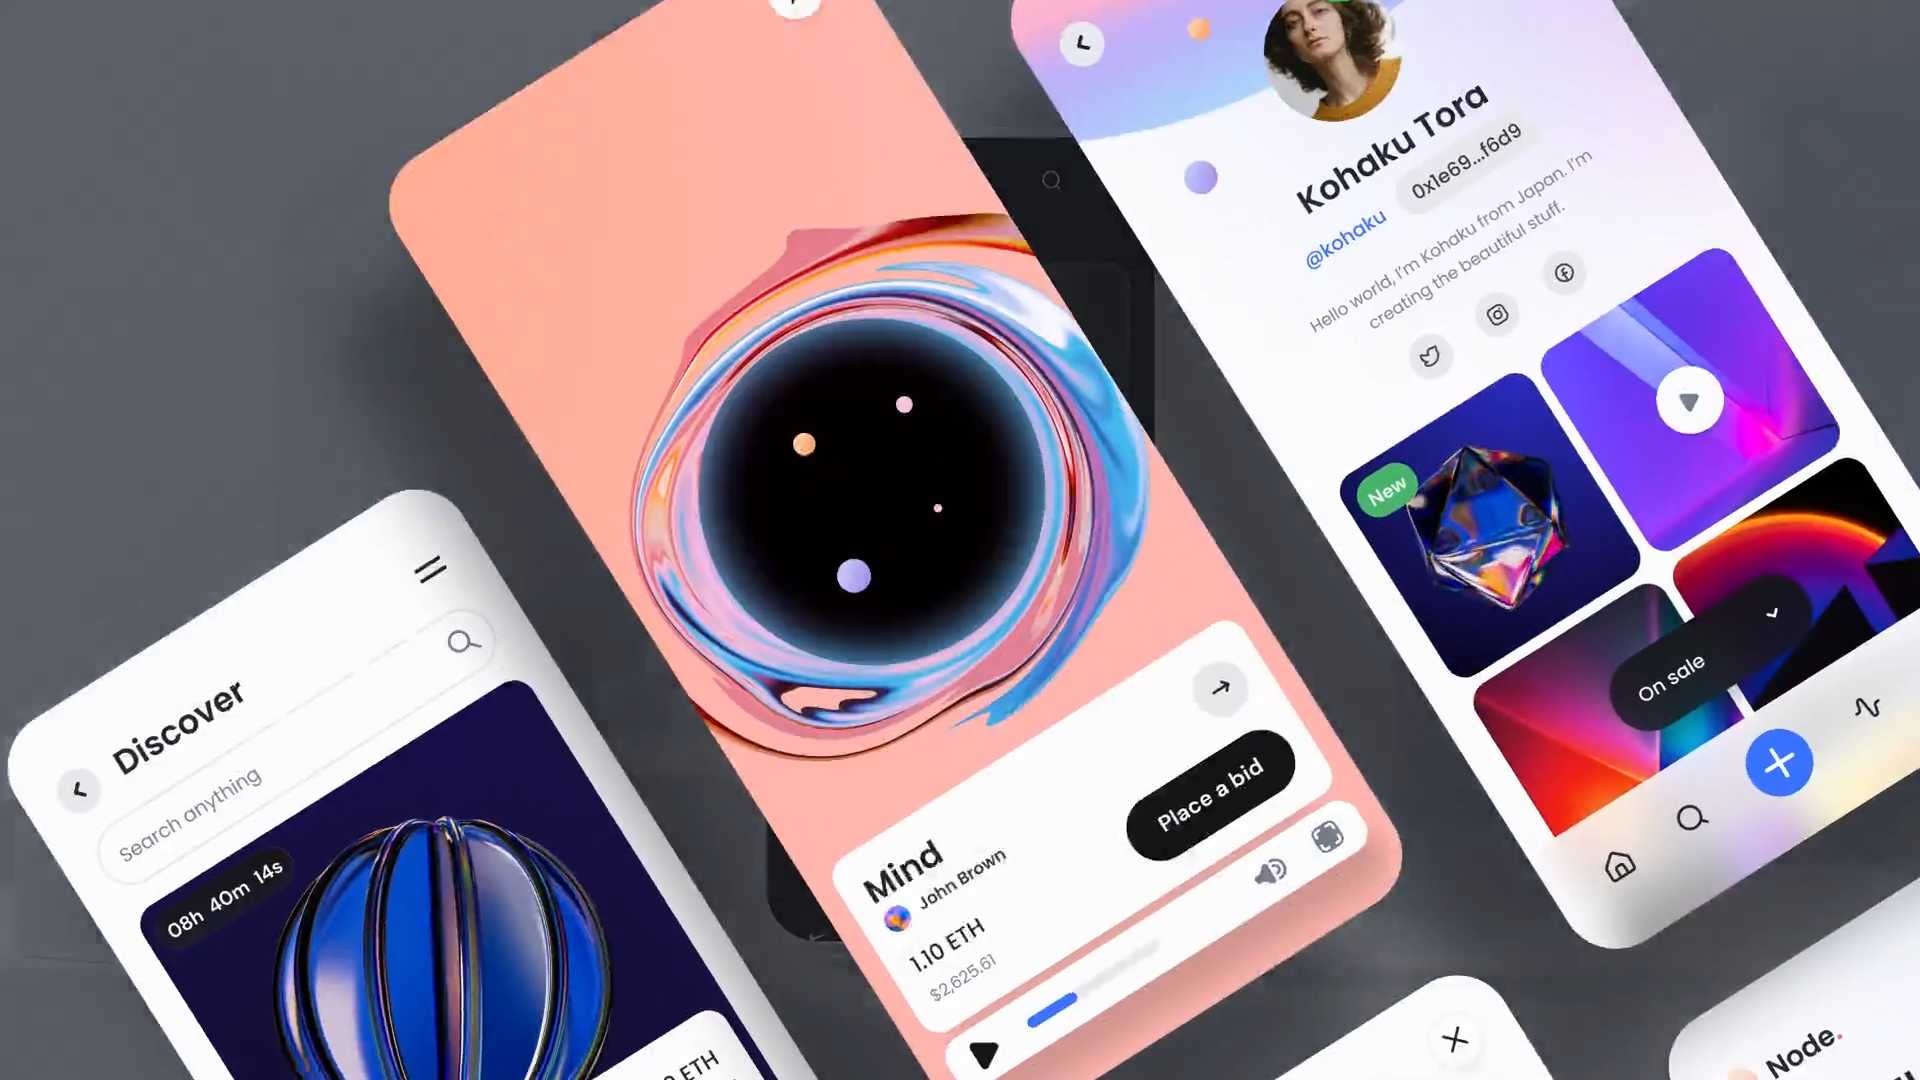 Discover
Search anything
08h 40m 14s
ETH
Mind
John Brown
1.10 ETH
$2,625.61
Place a bid
Kohaku Tora
@kohaku
0x1e69...f6d9
Hello world, I'm Kohaku from Japan. I'm
creating the beautiful stuff.
New
On sale
Node.